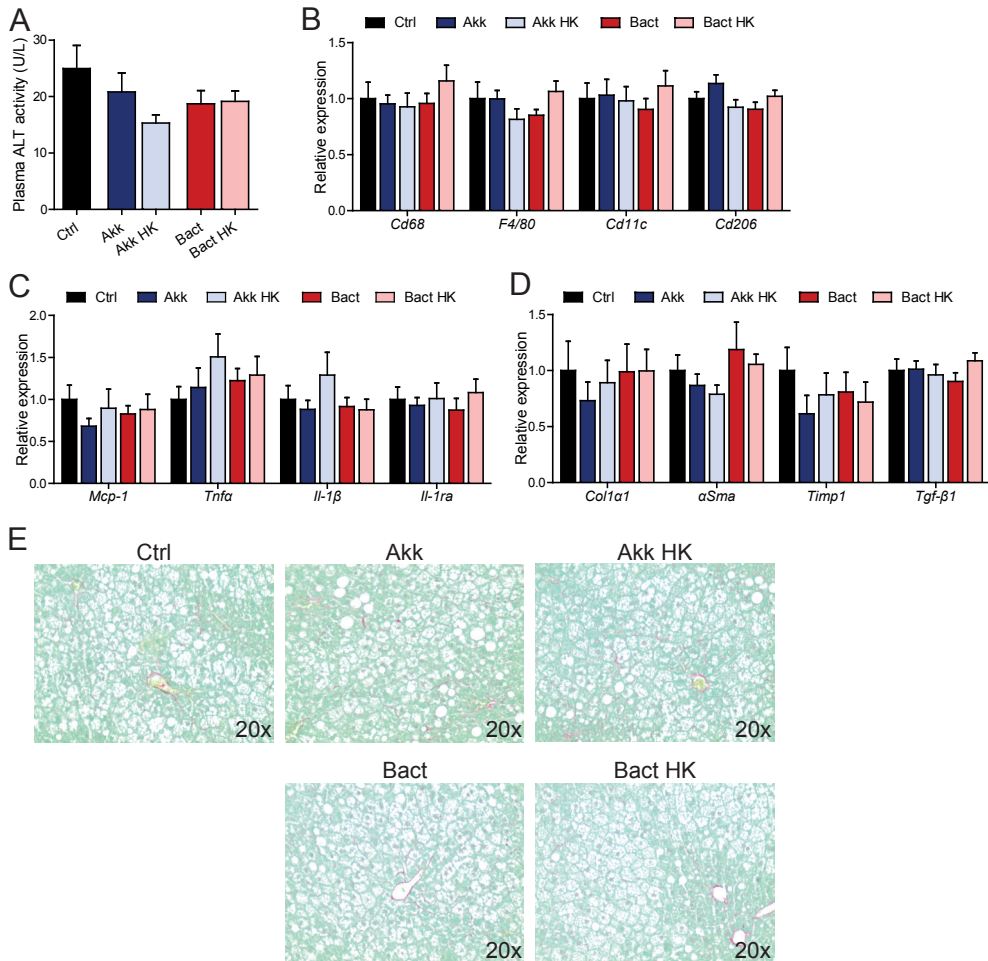 A
Plasma ALT activity (U/L)
30
20
10
0
Ctrl
Akk
Akk HK
Bact
Bact HK
B
Ctrl Akk Akk HK Bact Bact HK
Relative expression
1.5
1.0
0.5
0.0
Cd68 F4/80 Cd11c Cd206
C
Ctrl Akk Akk HK Bact Bact HK
Relative expression
2.0
1.5
1.0
0.5
0.0
Mcp-1 Tnfα Il-1β Il-1ra
D
Ctrl Akk Akk HK Bact Bact HK
Relative expression
1.5
1.0
0.5
0.0
Col1α1 αSma Timp1 Tgf-β1
E
Ctrl Akk Akk HK
20x 20x 20x
Bact Bact HK
20x 20x